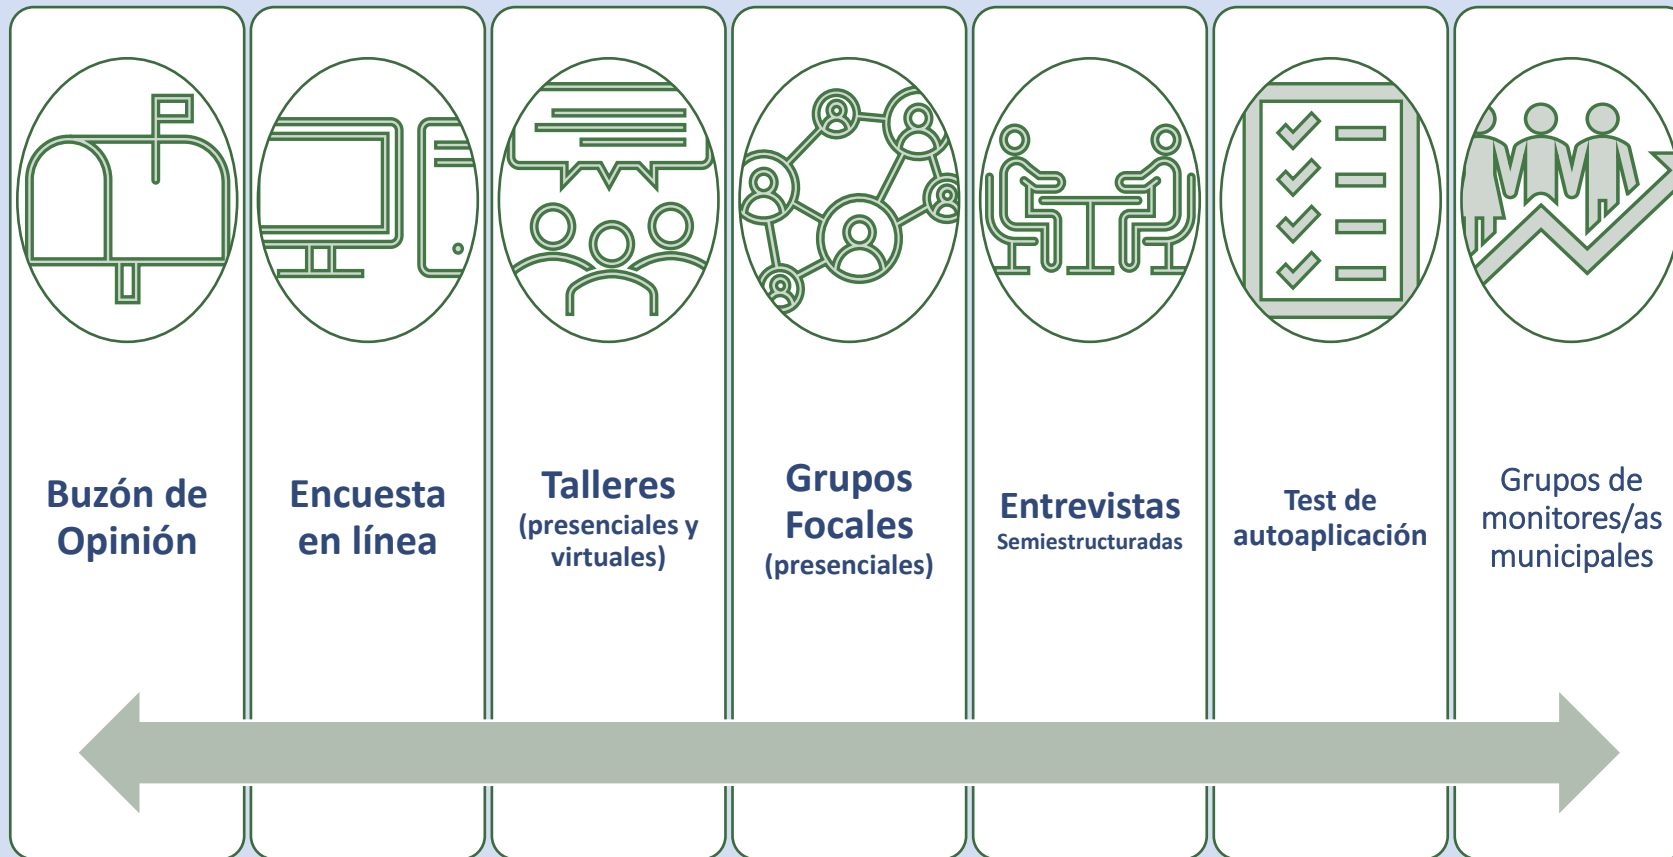 Buzón de
Opinión
Encuesta
en línea
Talleres
(presenciales y
virtuales)
Grupos
Focales
(presenciales)
Entrevistas
Semiestructuradas
Test de
autoaplicación
Grupos de
monitores/as
municipales